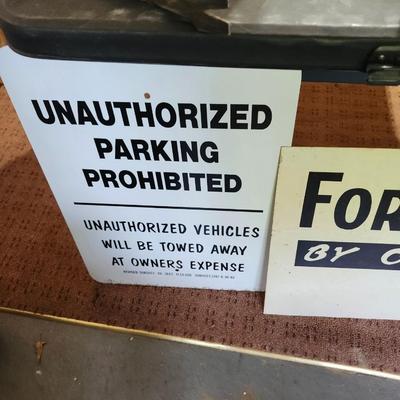 UNAUTHORIZED
PARKING
PROHIBITED
UNAUTHORIZED VEHICLES
WILL BE TOWED AWAY
AT OWNERS EXPENSE
FOR
BY